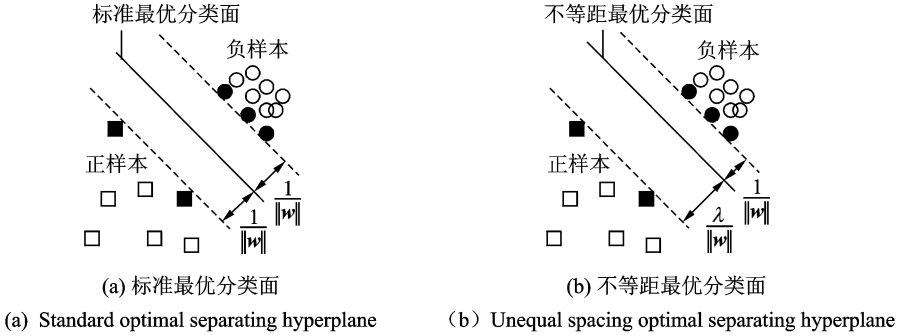 标准最优分类面
负样本
正样本
1
‖w‖
1
‖w‖
(a) 标准最优分类面
(a) Standard optimal separating hyperplane
不等距最优分类面
负样本
正样本
1
‖w‖
λ
‖w‖
(b) 不等距最优分类面
（b）Unequal spacing optimal separating hyperplane